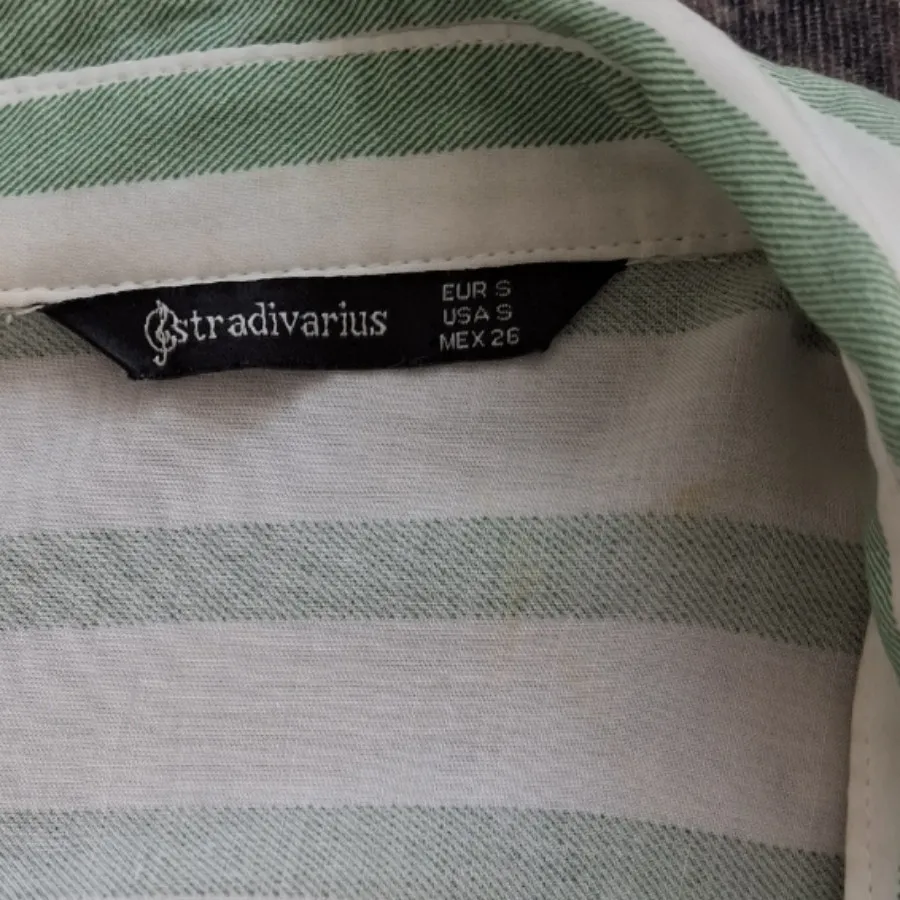 stradivarius
EUR S
USA S
MEX 26